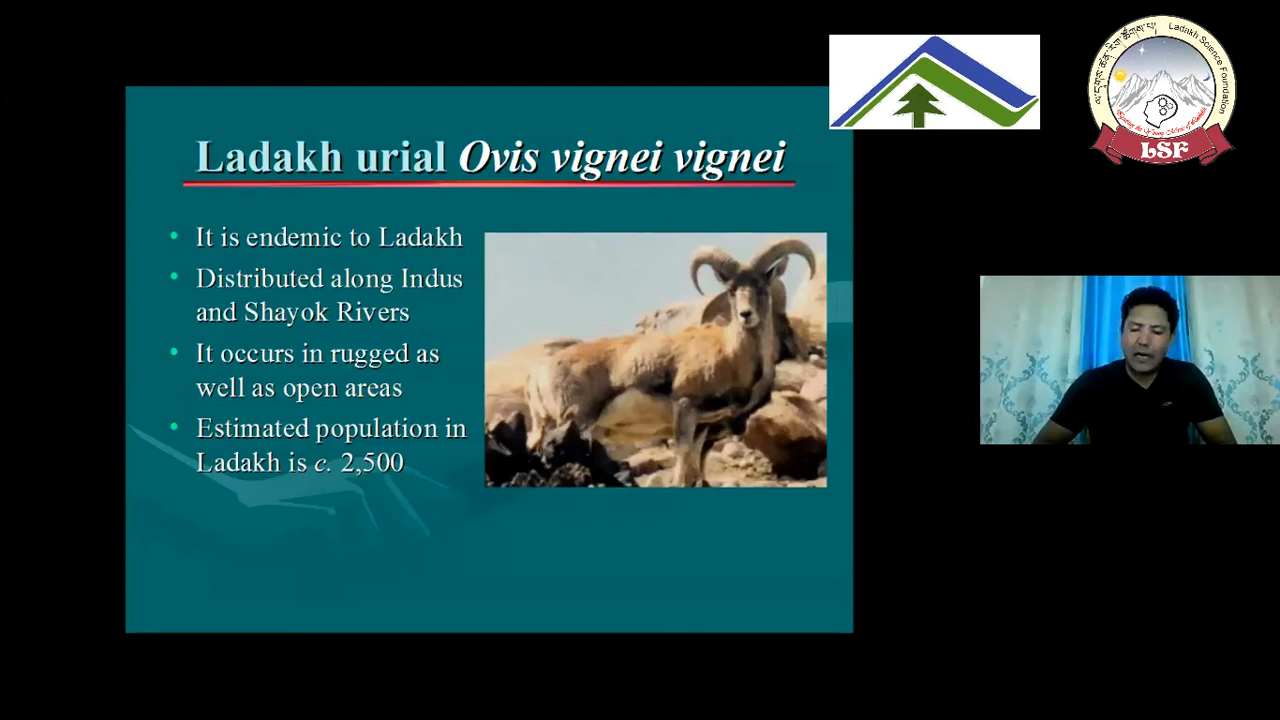 Ladakh urial Ovis vignei vignei
• It is endemic to Ladakh
• Distributed along Indus
and Shayok Rivers
• It occurs in rugged as
well as open areas
• Estimated population in
Ladakh is c. 2,500
Ladakh Science Foundation
LSF